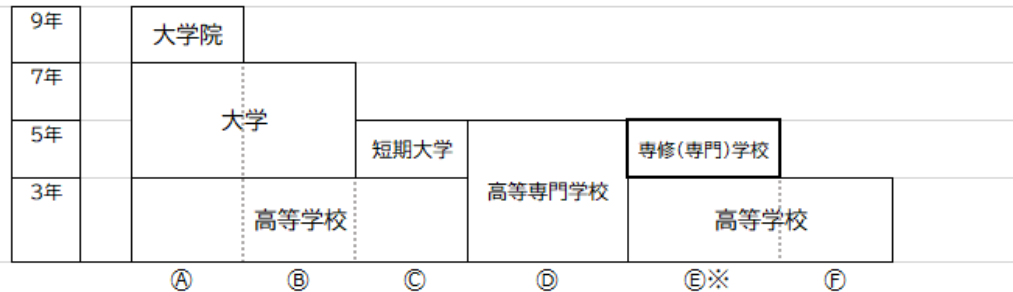 9年
大学院
7年
大学
5年
短期大学
専修(専門)学校
3年
高等学校
高等専門学校
高等学校
Ⓐ
Ⓑ
Ⓒ
Ⓓ
Ⓔ※
Ⓕ